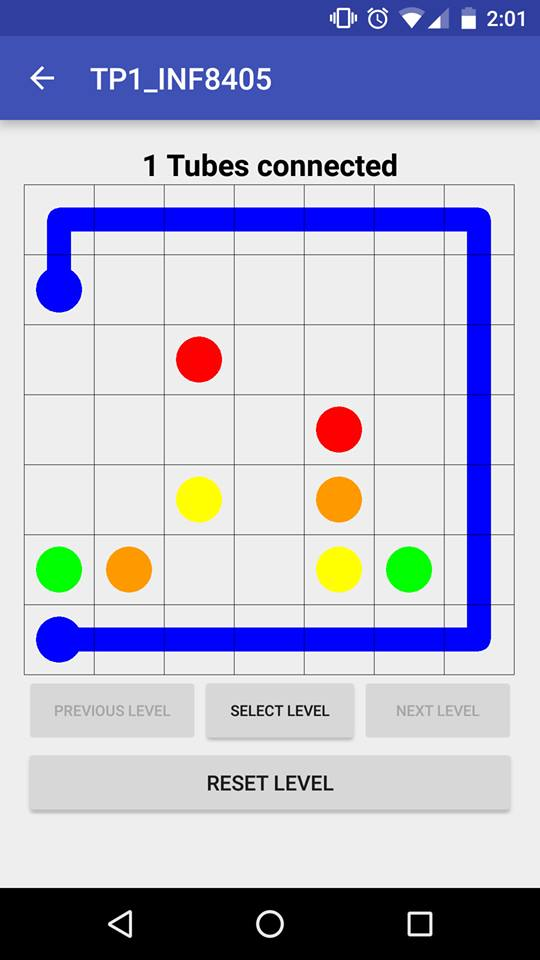 2:01
TP1_INF8405
1 Tubes connected
PREVIOUS LEVEL SELECT LEVEL NEXT LEVEL
RESET LEVEL